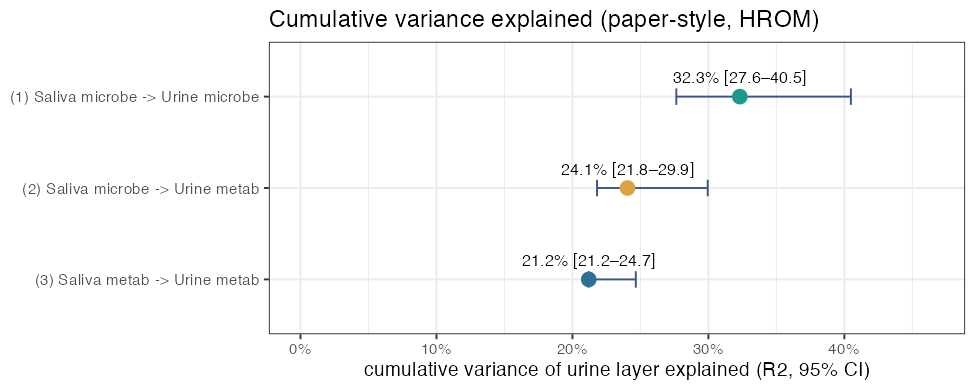 Cumulative variance explained (paper-style, HROM)
(1) Saliva microbe -> Urine microbe
32.3% [27.6–40.5]
(2) Saliva microbe -> Urine metab
24.1% [21.8–29.9]
(3) Saliva metab -> Urine metab
21.2% [21.2–24.7]
0% 10% 20% 30% 40%
cumulative variance of urine layer explained (R2, 95% CI)